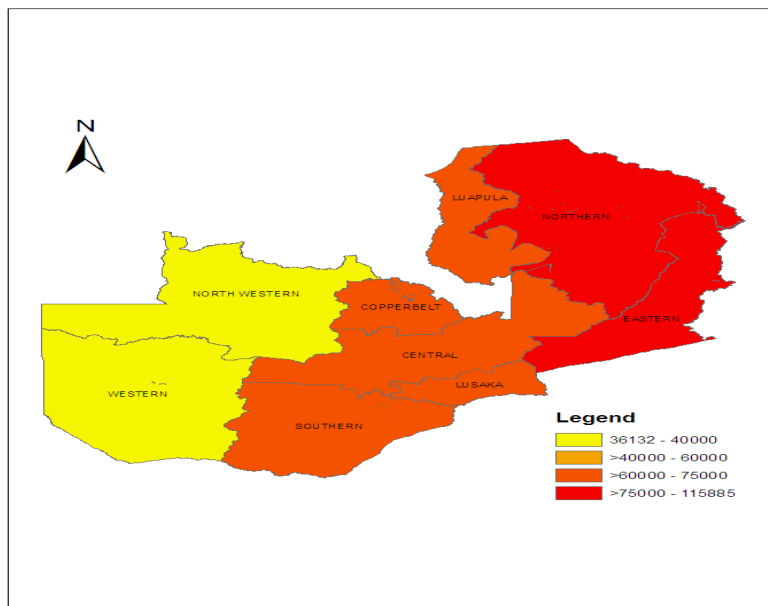 N
LUAPULA
NORTHERN
NORTH WESTERN
COPPERBELT
EASTERN
CENTRAL
LUSAKA
WESTERN
SOUTHERN
Legend
36132 - 40000
>40000 - 60000
>60000 - 75000
>75000 - 115885